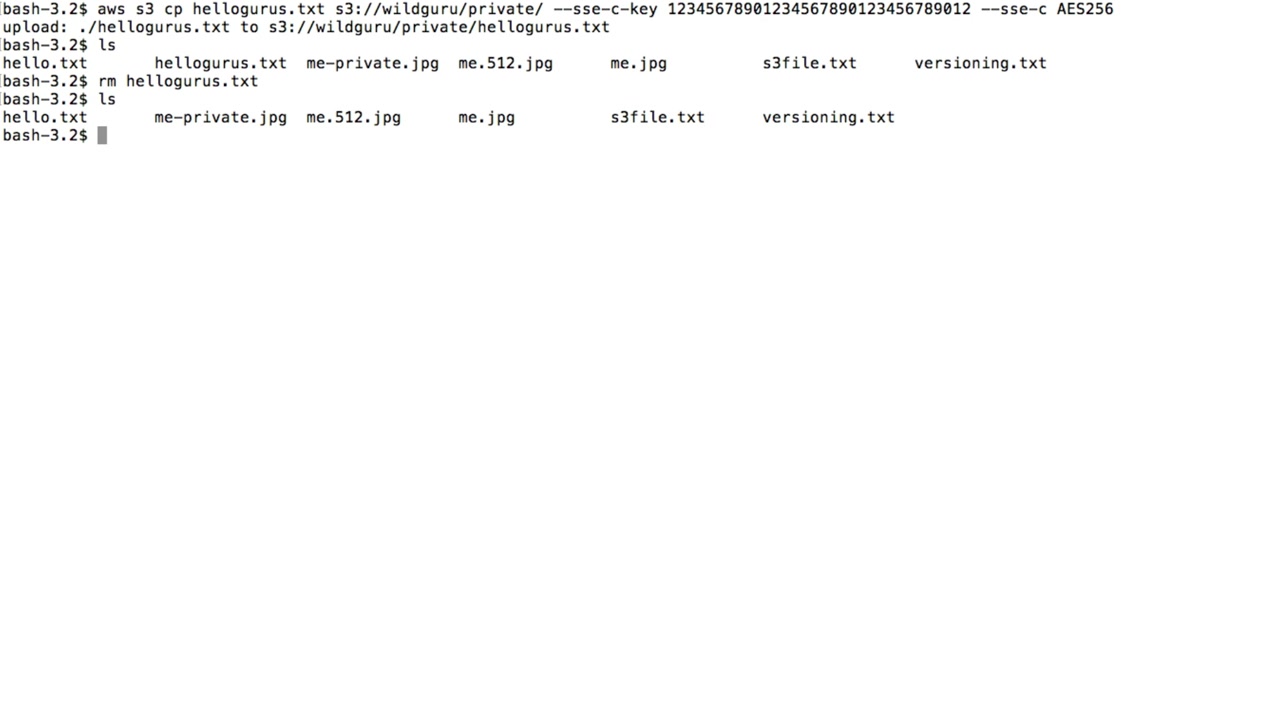 bash-3.2$ aws s3 cp hellogurus.txt s3://wildguru/private/ --sse-c-key 12345678901234567890123456789012 --sse-c AES256
upload: ./hellogurus.txt to s3://wildguru/private/hellogurus.txt
bash-3.2$ ls
hello.txt hellogurus.txt me-private.jpg me.512.jpg me.jpg s3file.txt versioning.txt
bash-3.2$ rm hellogurus.txt
bash-3.2$ ls
hello.txt me-private.jpg me.512.jpg me.jpg s3file.txt versioning.txt
bash-3.2$